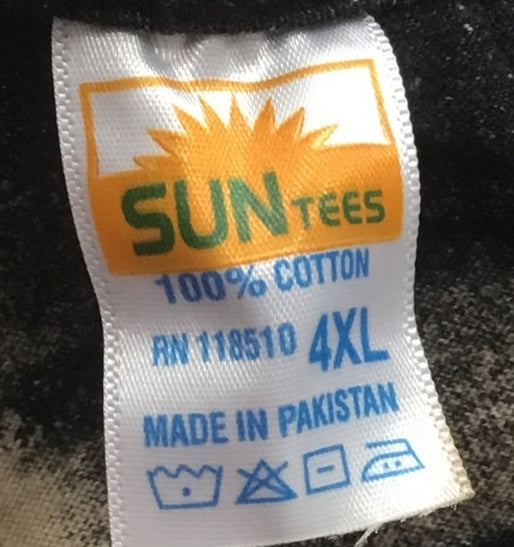 SUN TEES
100% COTTON
RN 118510 4XL
MADE IN PAKISTAN